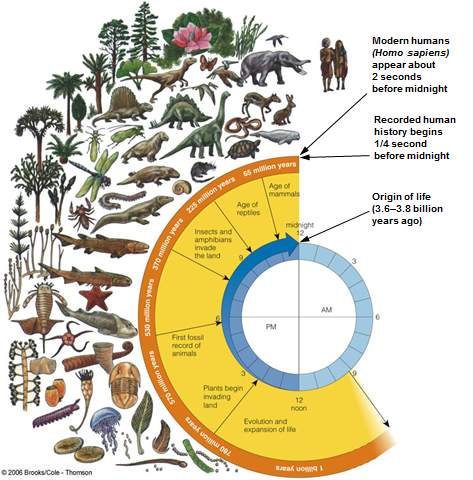 Modern humans
(Homo sapiens)
appear about
2 seconds
before midnight
Recorded human
history begins
1/4 second
before midnight
Origin of life
(3.6–3.8 billion
years ago)
65 million years
225 million years
370 million years
530 million years
570 million years
780 million years
1 billion years
Age of
mammals
Age of
reptiles
Insects and
amphibians
invade
the land
First fossil
record of
animals
Plants begin
invading
land
Evolution and
expansion of life
midnight
12
3
6
9
12
noon
3
6
9
PM
AM
© 2006 Brooks/Cole - Thomson